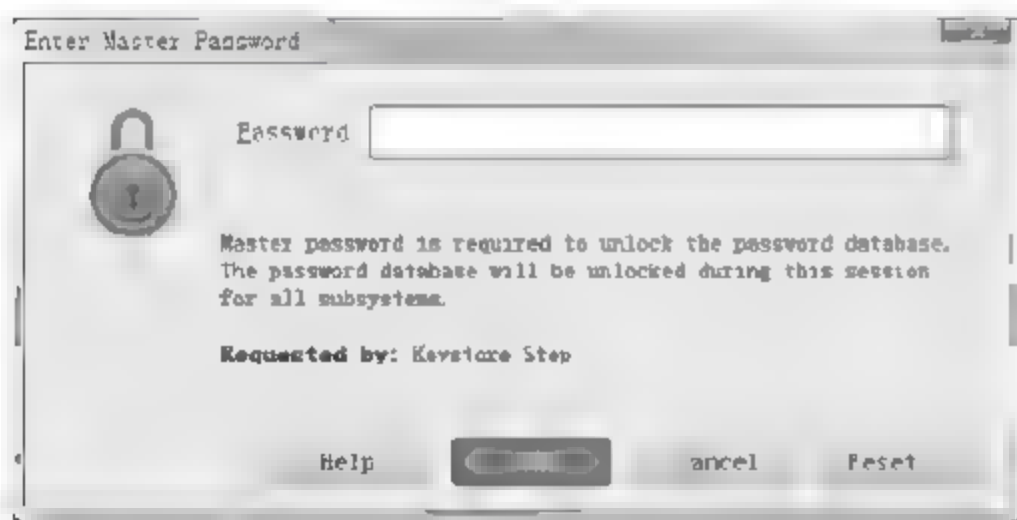 Enter Master Password
Password
Master password is required to unlock the password database.
The password database will be unlocked during this session
for all subsystems.
Requested by: Keystore Step
Help
ancel Reset